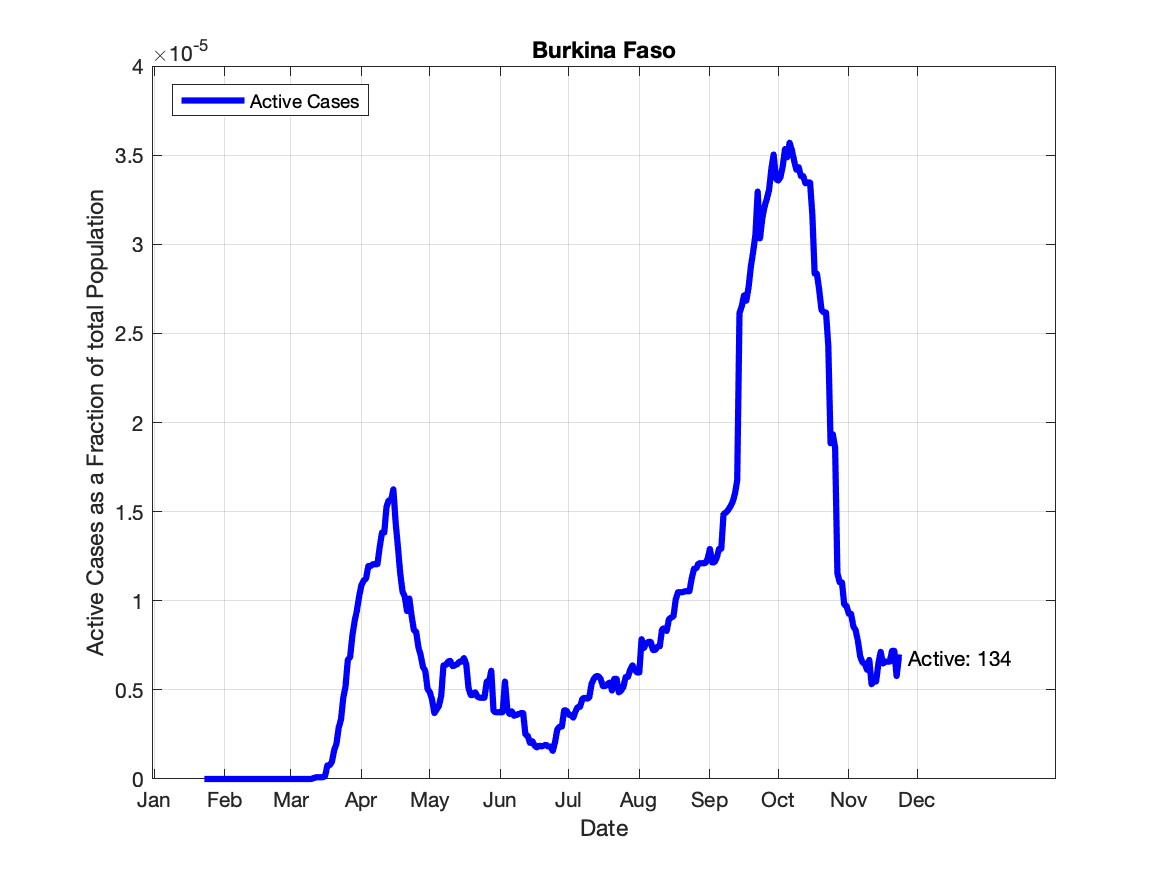 Burkina Faso
×10-5
4
3.5
3
2.5
2
1.5
1
0.5
0
Active Cases as a Fraction of total Population
Active Cases
Active: 134
Jan Feb Mar Apr May Jun Jul Aug Sep Oct Nov Dec
Date